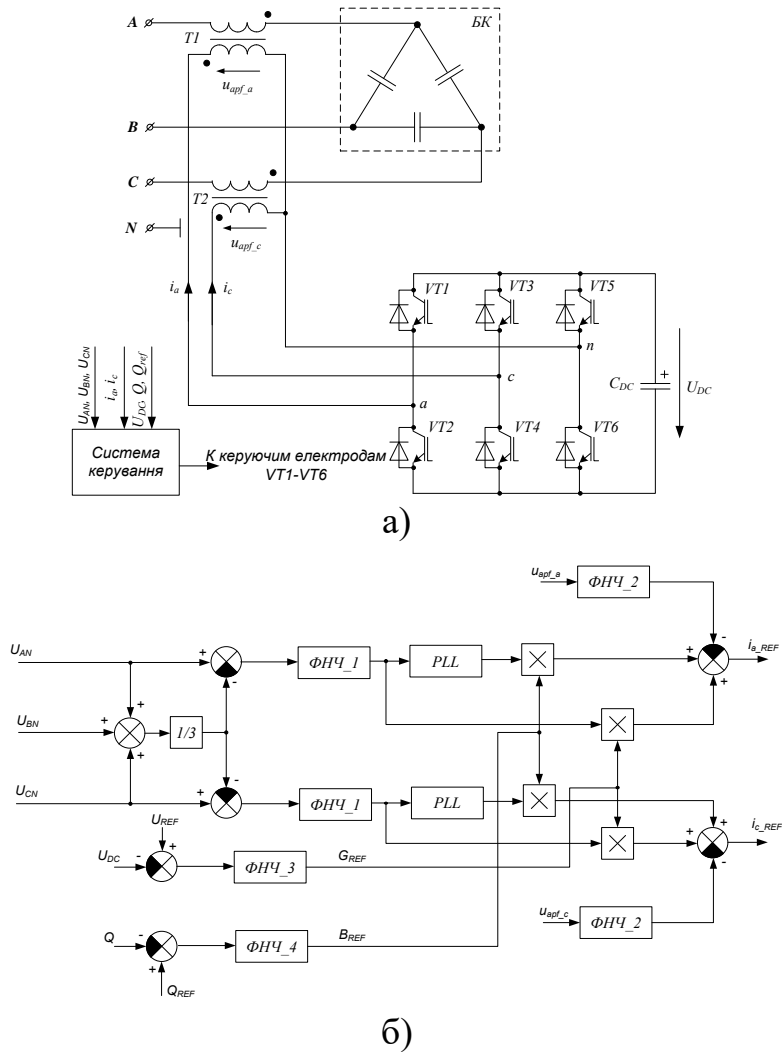 A
T1
u_apf_a
БК
B
C
T2
u_apf_c
N
i_a
i_c
VT1
VT3
VT5
n
c
a
C_DC
+
U_DC
VT2
VT4
VT6
U_AN, U_BN, U_CN
i_a, i_c
U_DC, Q, Q_ref
Система
керування
К керуючим електродам
VT1-VT6
а)
u_apf_a
ФНЧ_2
-
U_AN
+
-
ФНЧ_1
PLL
+
+
i_a_REF
+
U_BN
+
1/3
+
U_CN
+
-
ФНЧ_1
PLL
+
+
-
i_c_REF
U_REF
+
U_DC
-
ФНЧ_3
G_REF
u_apf_c
ФНЧ_2
Q
-
ФНЧ_4
B_REF
+
Q_REF
б)